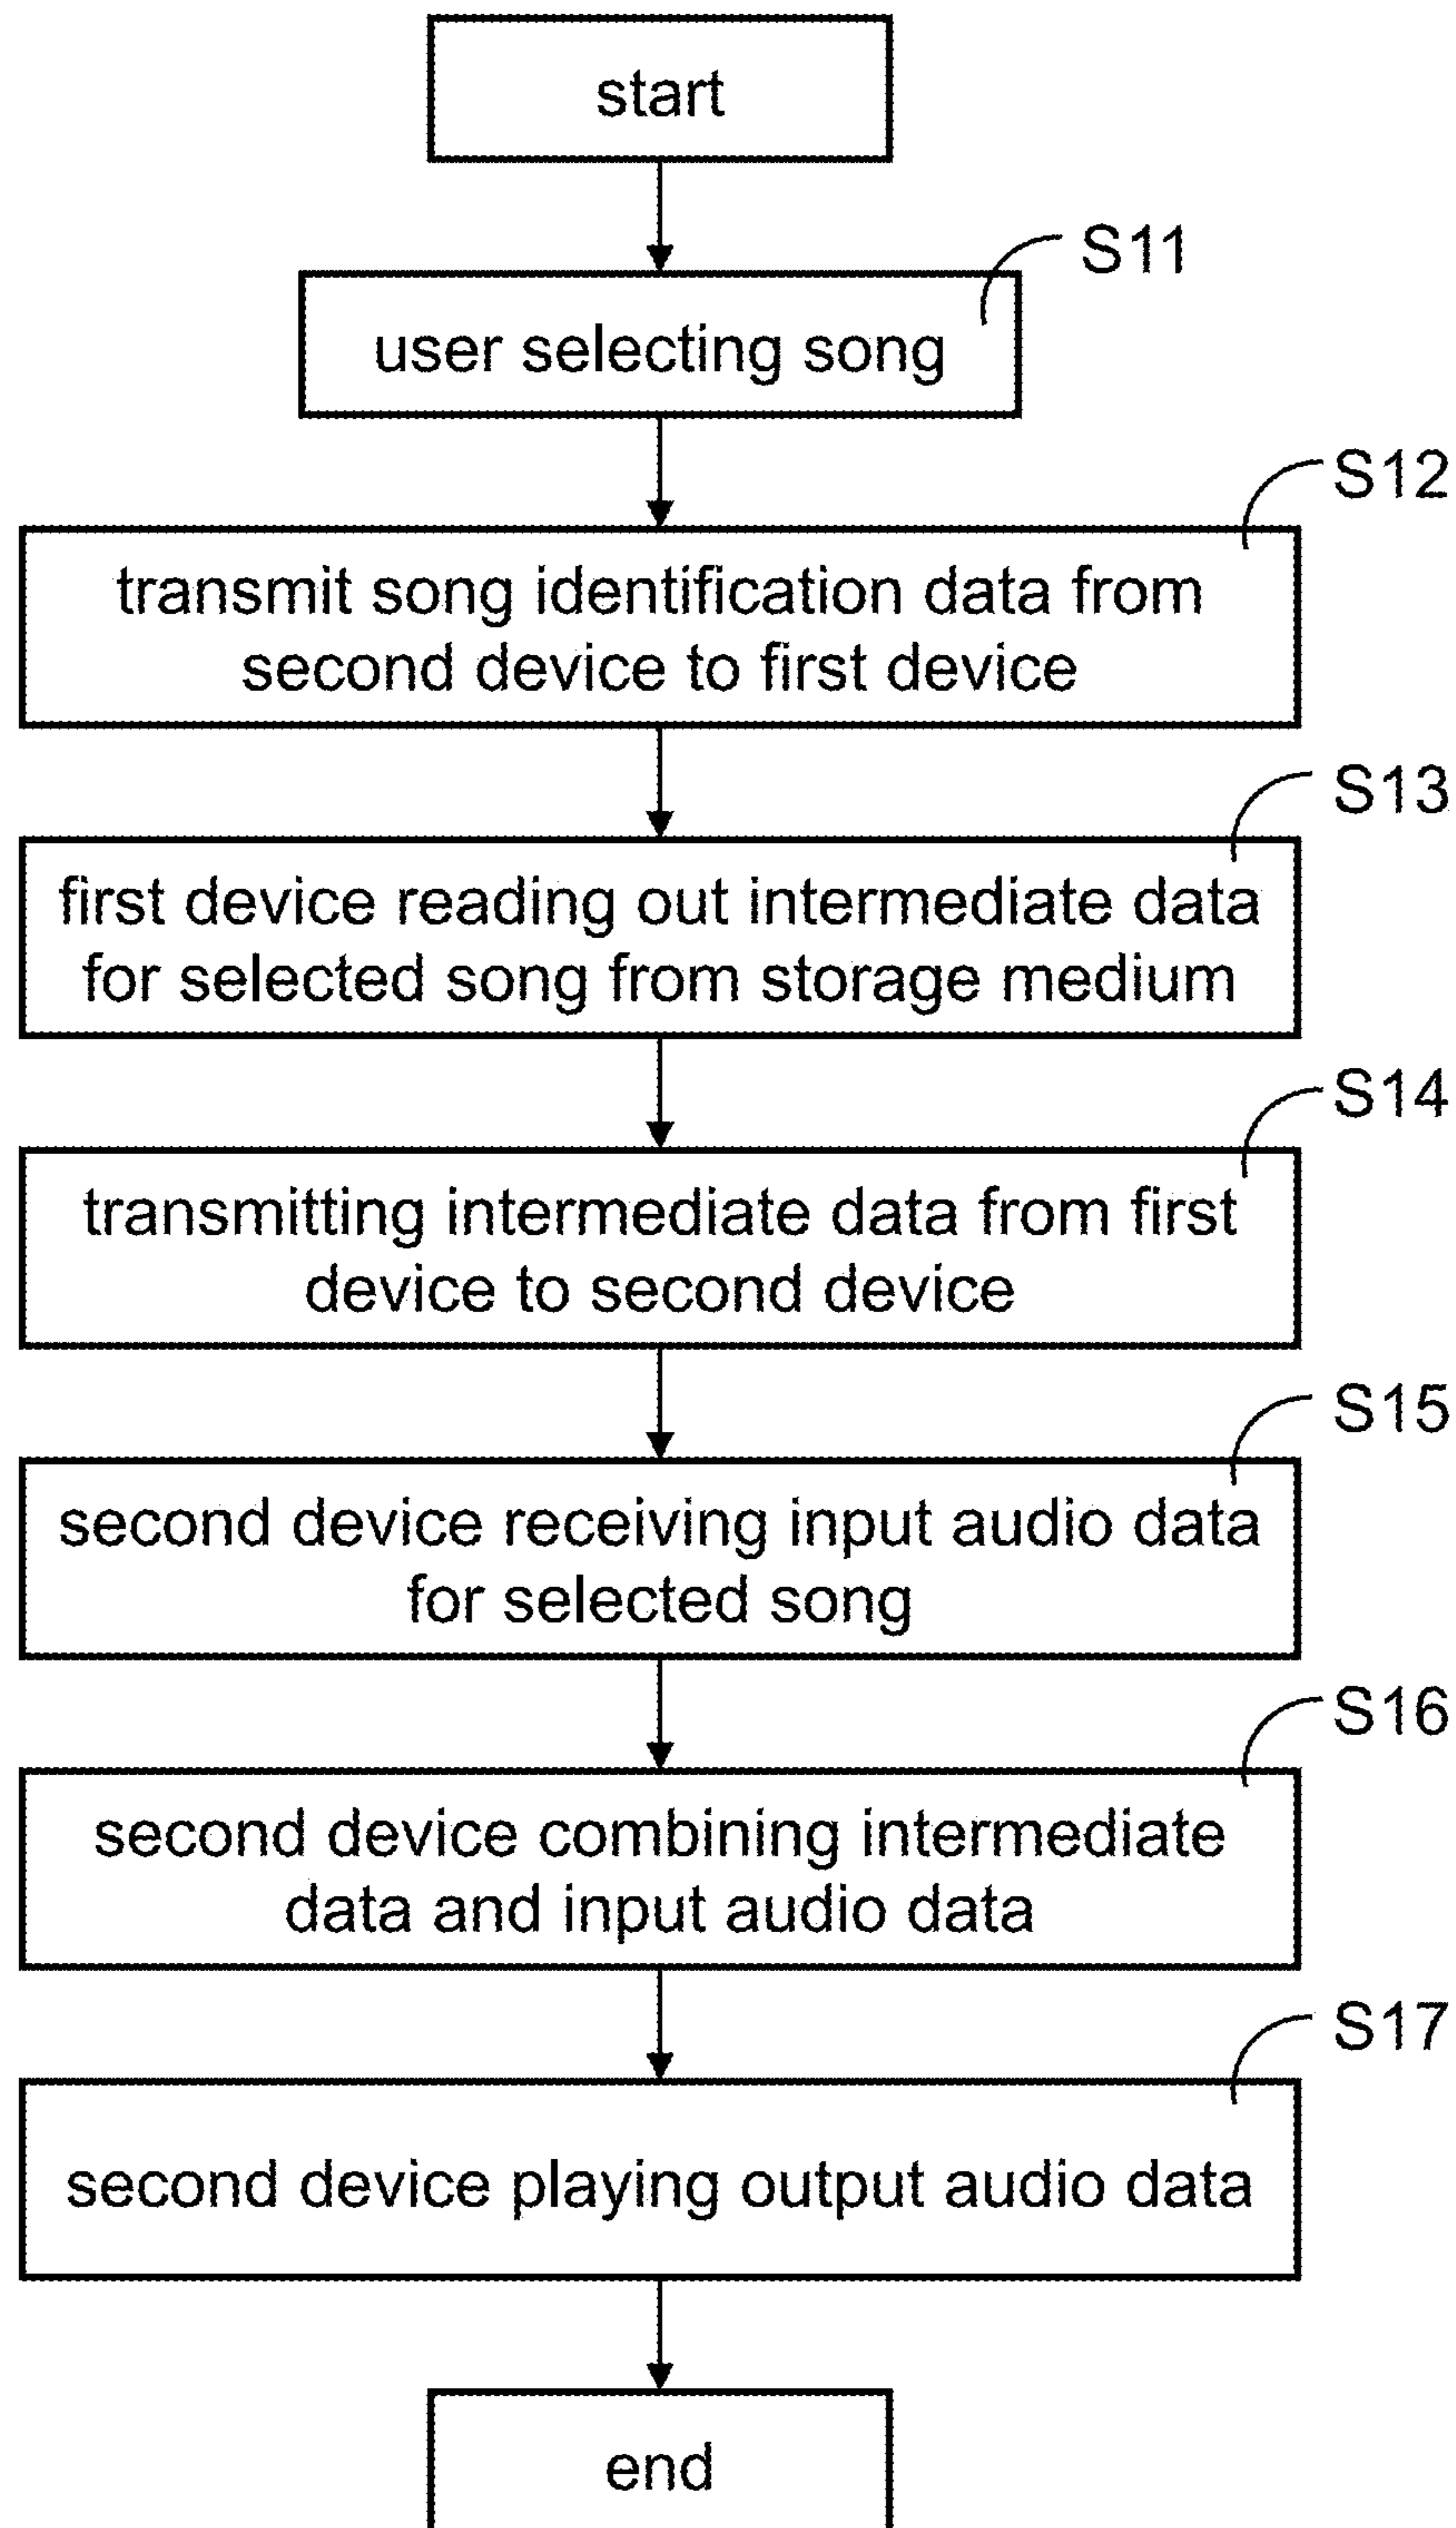 start
S11
user selecting song
S12
transmit song identification data from
second device to first device
S13
first device reading out intermediate data
for selected song from storage medium
S14
transmitting intermediate data from first
device to second device
S15
second device receiving input audio data
for selected song
S16
second device combining intermediate
data and input audio data
S17
second device playing output audio data
end